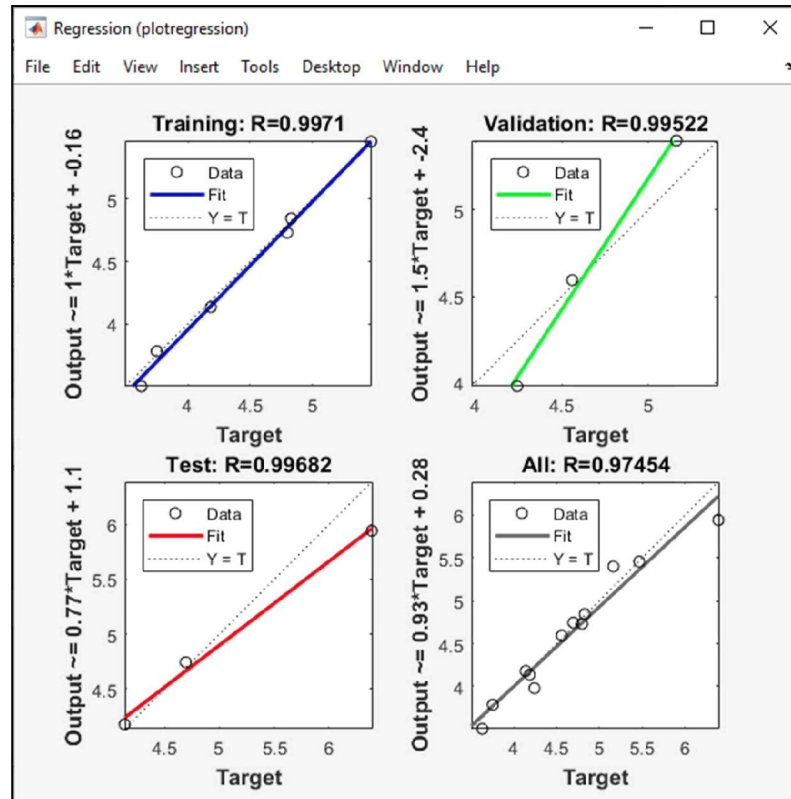 Regression (plotregression)
File Edit View Insert Tools Desktop Window Help
Training: R=0.9971
Output ~= 1*Target + -0.16
Data
Fit
Y = T
5
4.5
4
4 4.5 5
Target
Validation: R=0.99522
Output ~= 1.5*Target + -2.4
Data
Fit
Y = T
5
4.5
4
4 4.5 5
Target
Test: R=0.99682
Output ~= 0.77*Target + 1.1
Data
Fit
Y = T
6
5.5
5
4.5
4.5 5 5.5 6
Target
All: R=0.97454
Output ~= 0.93*Target + 0.28
Data
Fit
Y = T
6
5.5
5
4.5
4
4 4.5 5 5.5 6
Target